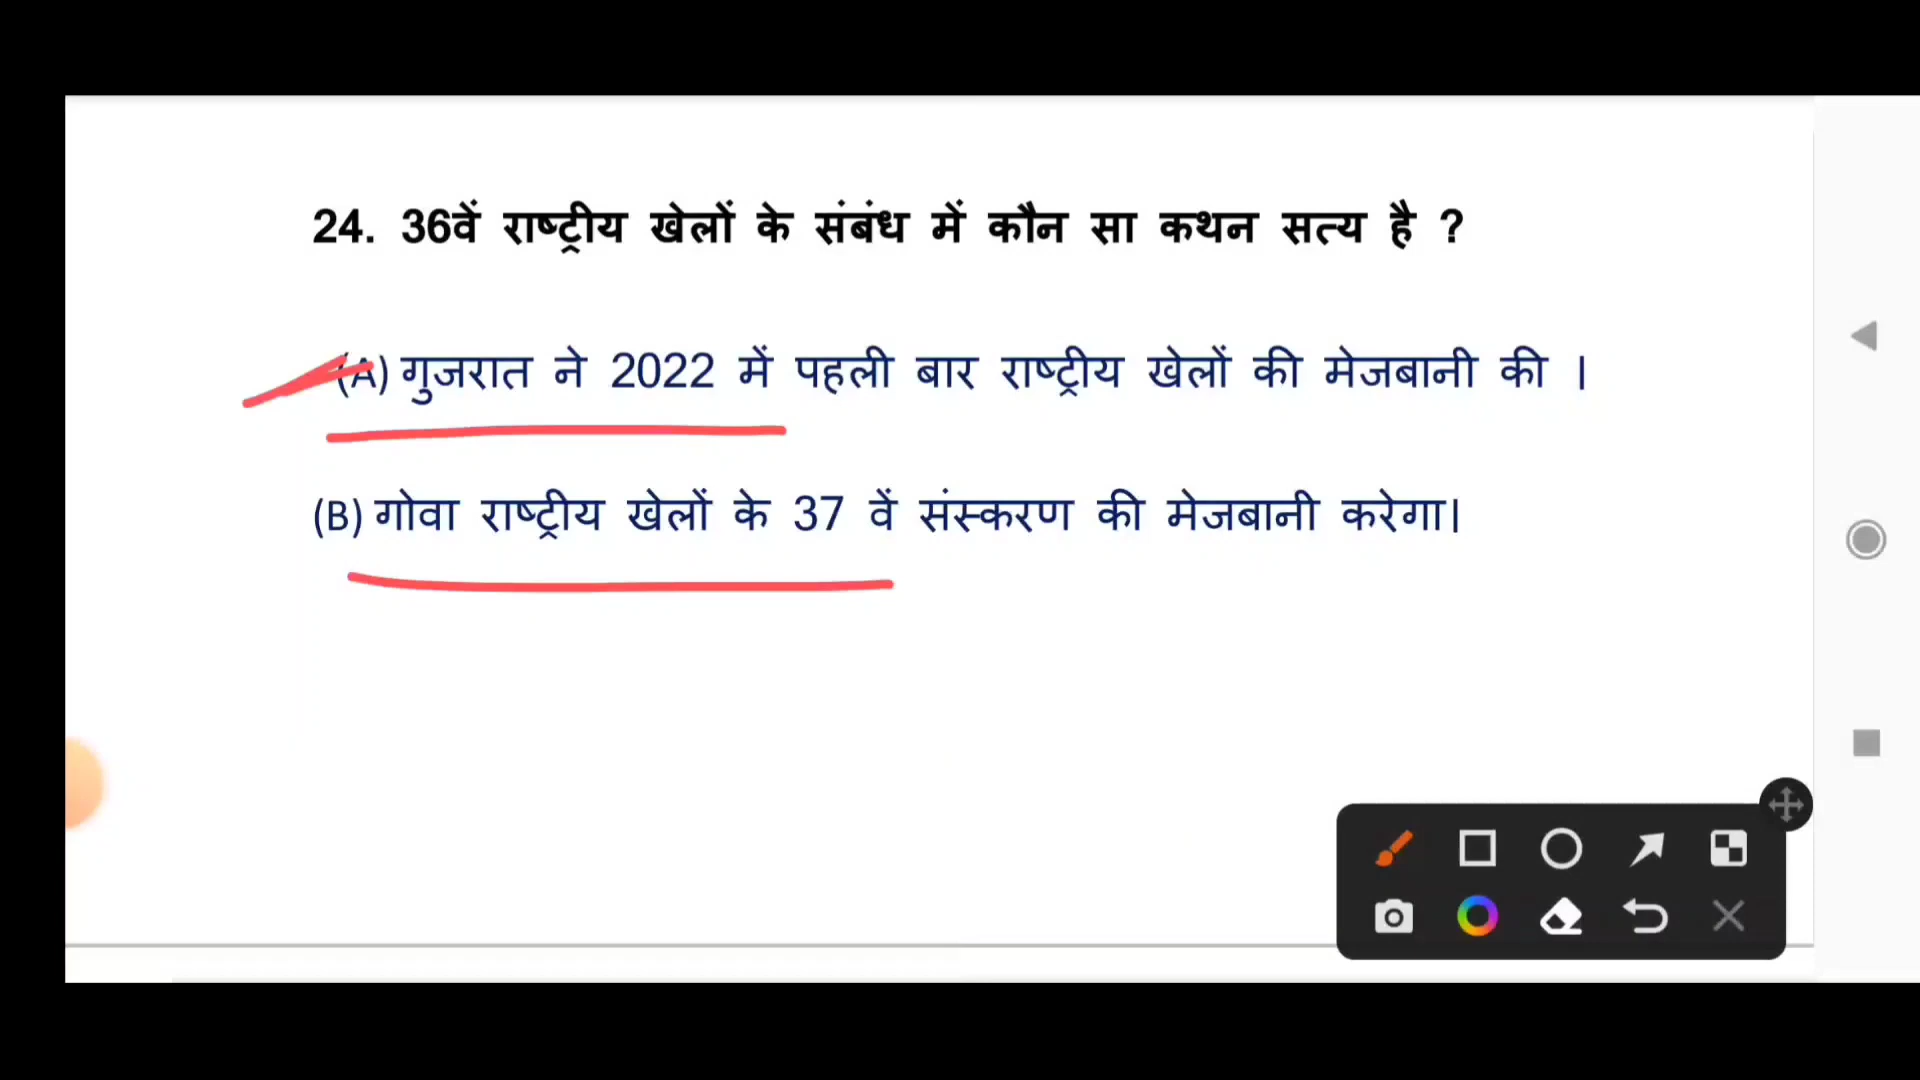 24. 36वें राष्ट्रीय खेलों के संबंध में कौन सा कथन सत्य है ?
(A) गुजरात ने 2022 में पहली बार राष्ट्रीय खेलों की मेजबानी की ।
(B) गोवा राष्ट्रीय खेलों के 37 वें संस्करण की मेजबानी करेगा।